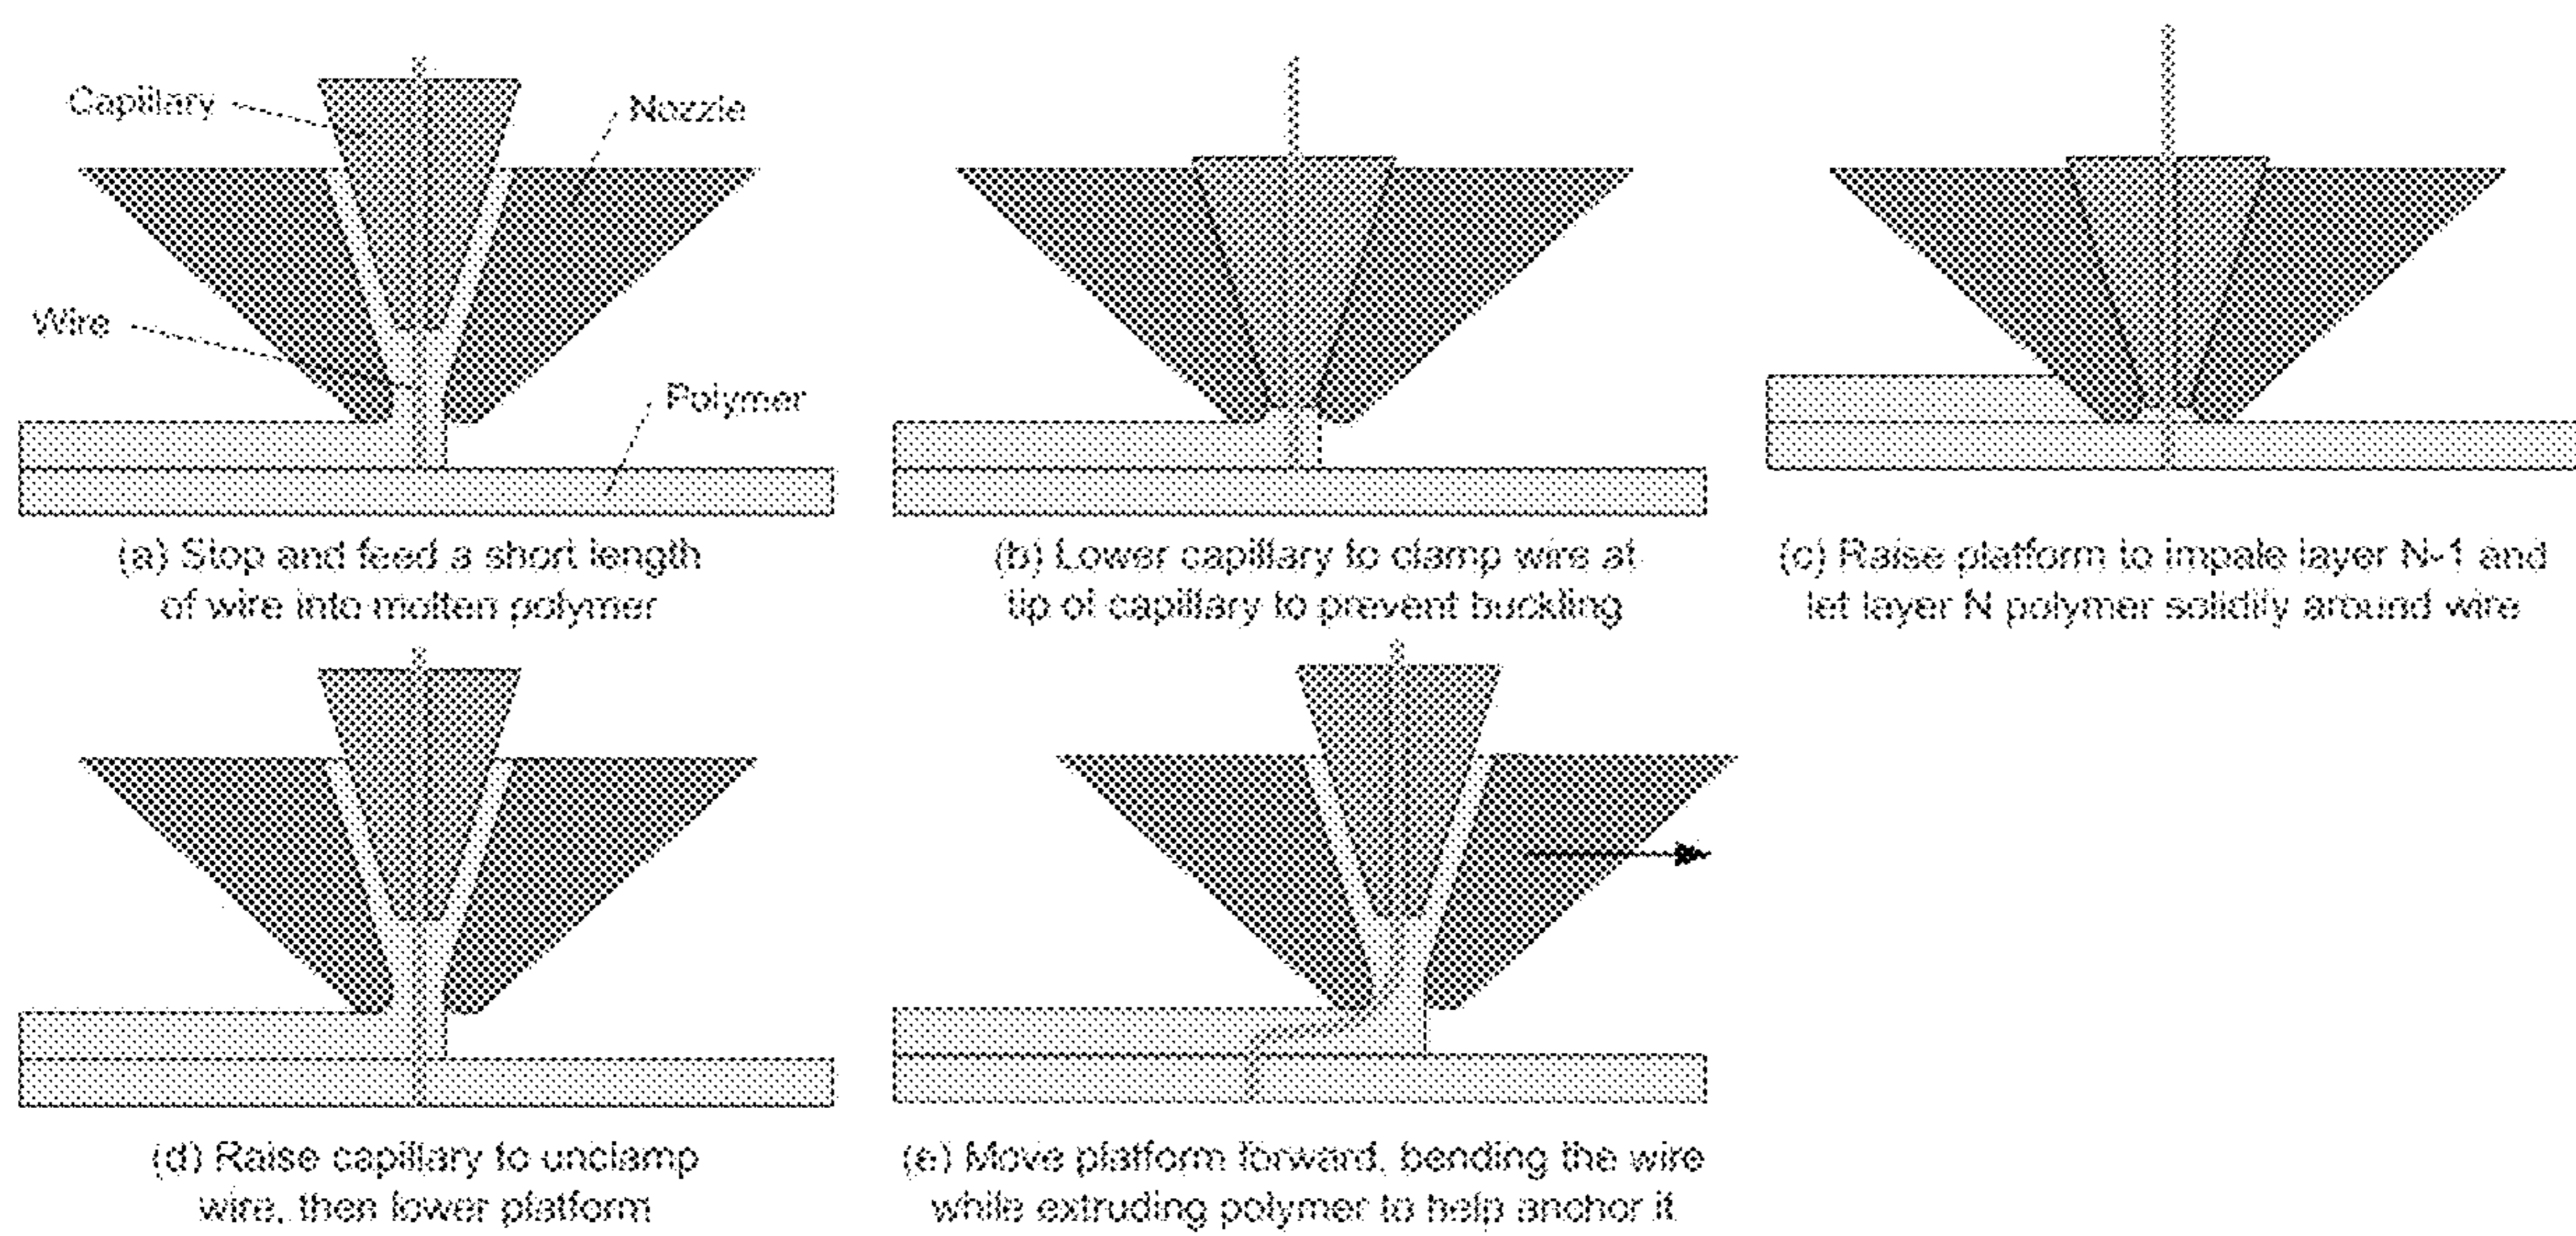 Capillary
Nozzle
Wire
Polymer
(a) Stop and feed a short length
of wire into molten polymer
(b) Lower capillary to clamp wire at
tip of capillary to prevent buckling
(c) Raise platform to impale layer N-1 and
let layer N polymer solidify around wire
(d) Raise capillary to unclamp
wire, then lower platform
(e) Move platform forward, bending the wire
while extruding polymer to help anchor it